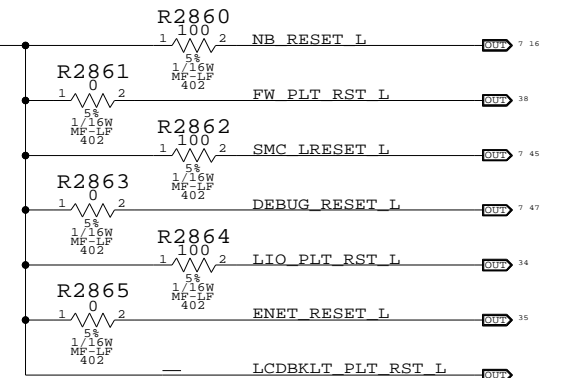 R2860
100
1 2 NB_RESET_L OUT 7 16
5%
1/16W
MF-LF
402
R2861
0
1 2 FW_PLT_RST_L OUT 38
5%
1/16W
MF-LF
402
R2862
100
1 2 SMC_LRESET_L OUT 7 45
5%
1/16W
MF-LF
402
R2863
0
1 2 DEBUG_RESET_L OUT 7 47
5%
1/16W
MF-LF
402
R2864
100
1 2 LIO_PLT_RST_L OUT 34
5%
1/16W
MF-LF
402
R2865
0
1 2 ENET_RESET_L OUT 35
5%
1/16W
MF-LF
402
LCDBKLT_PLT_RST_L OUT